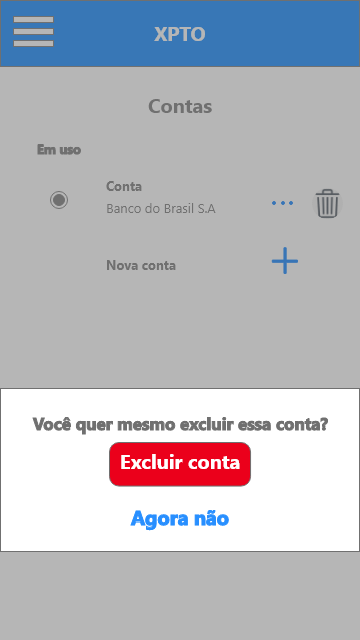 XPTO
Contas
Em uso
Conta
Banco do Brasil S.A
Nova conta
Você quer mesmo excluir essa conta?
Excluir conta
Agora não